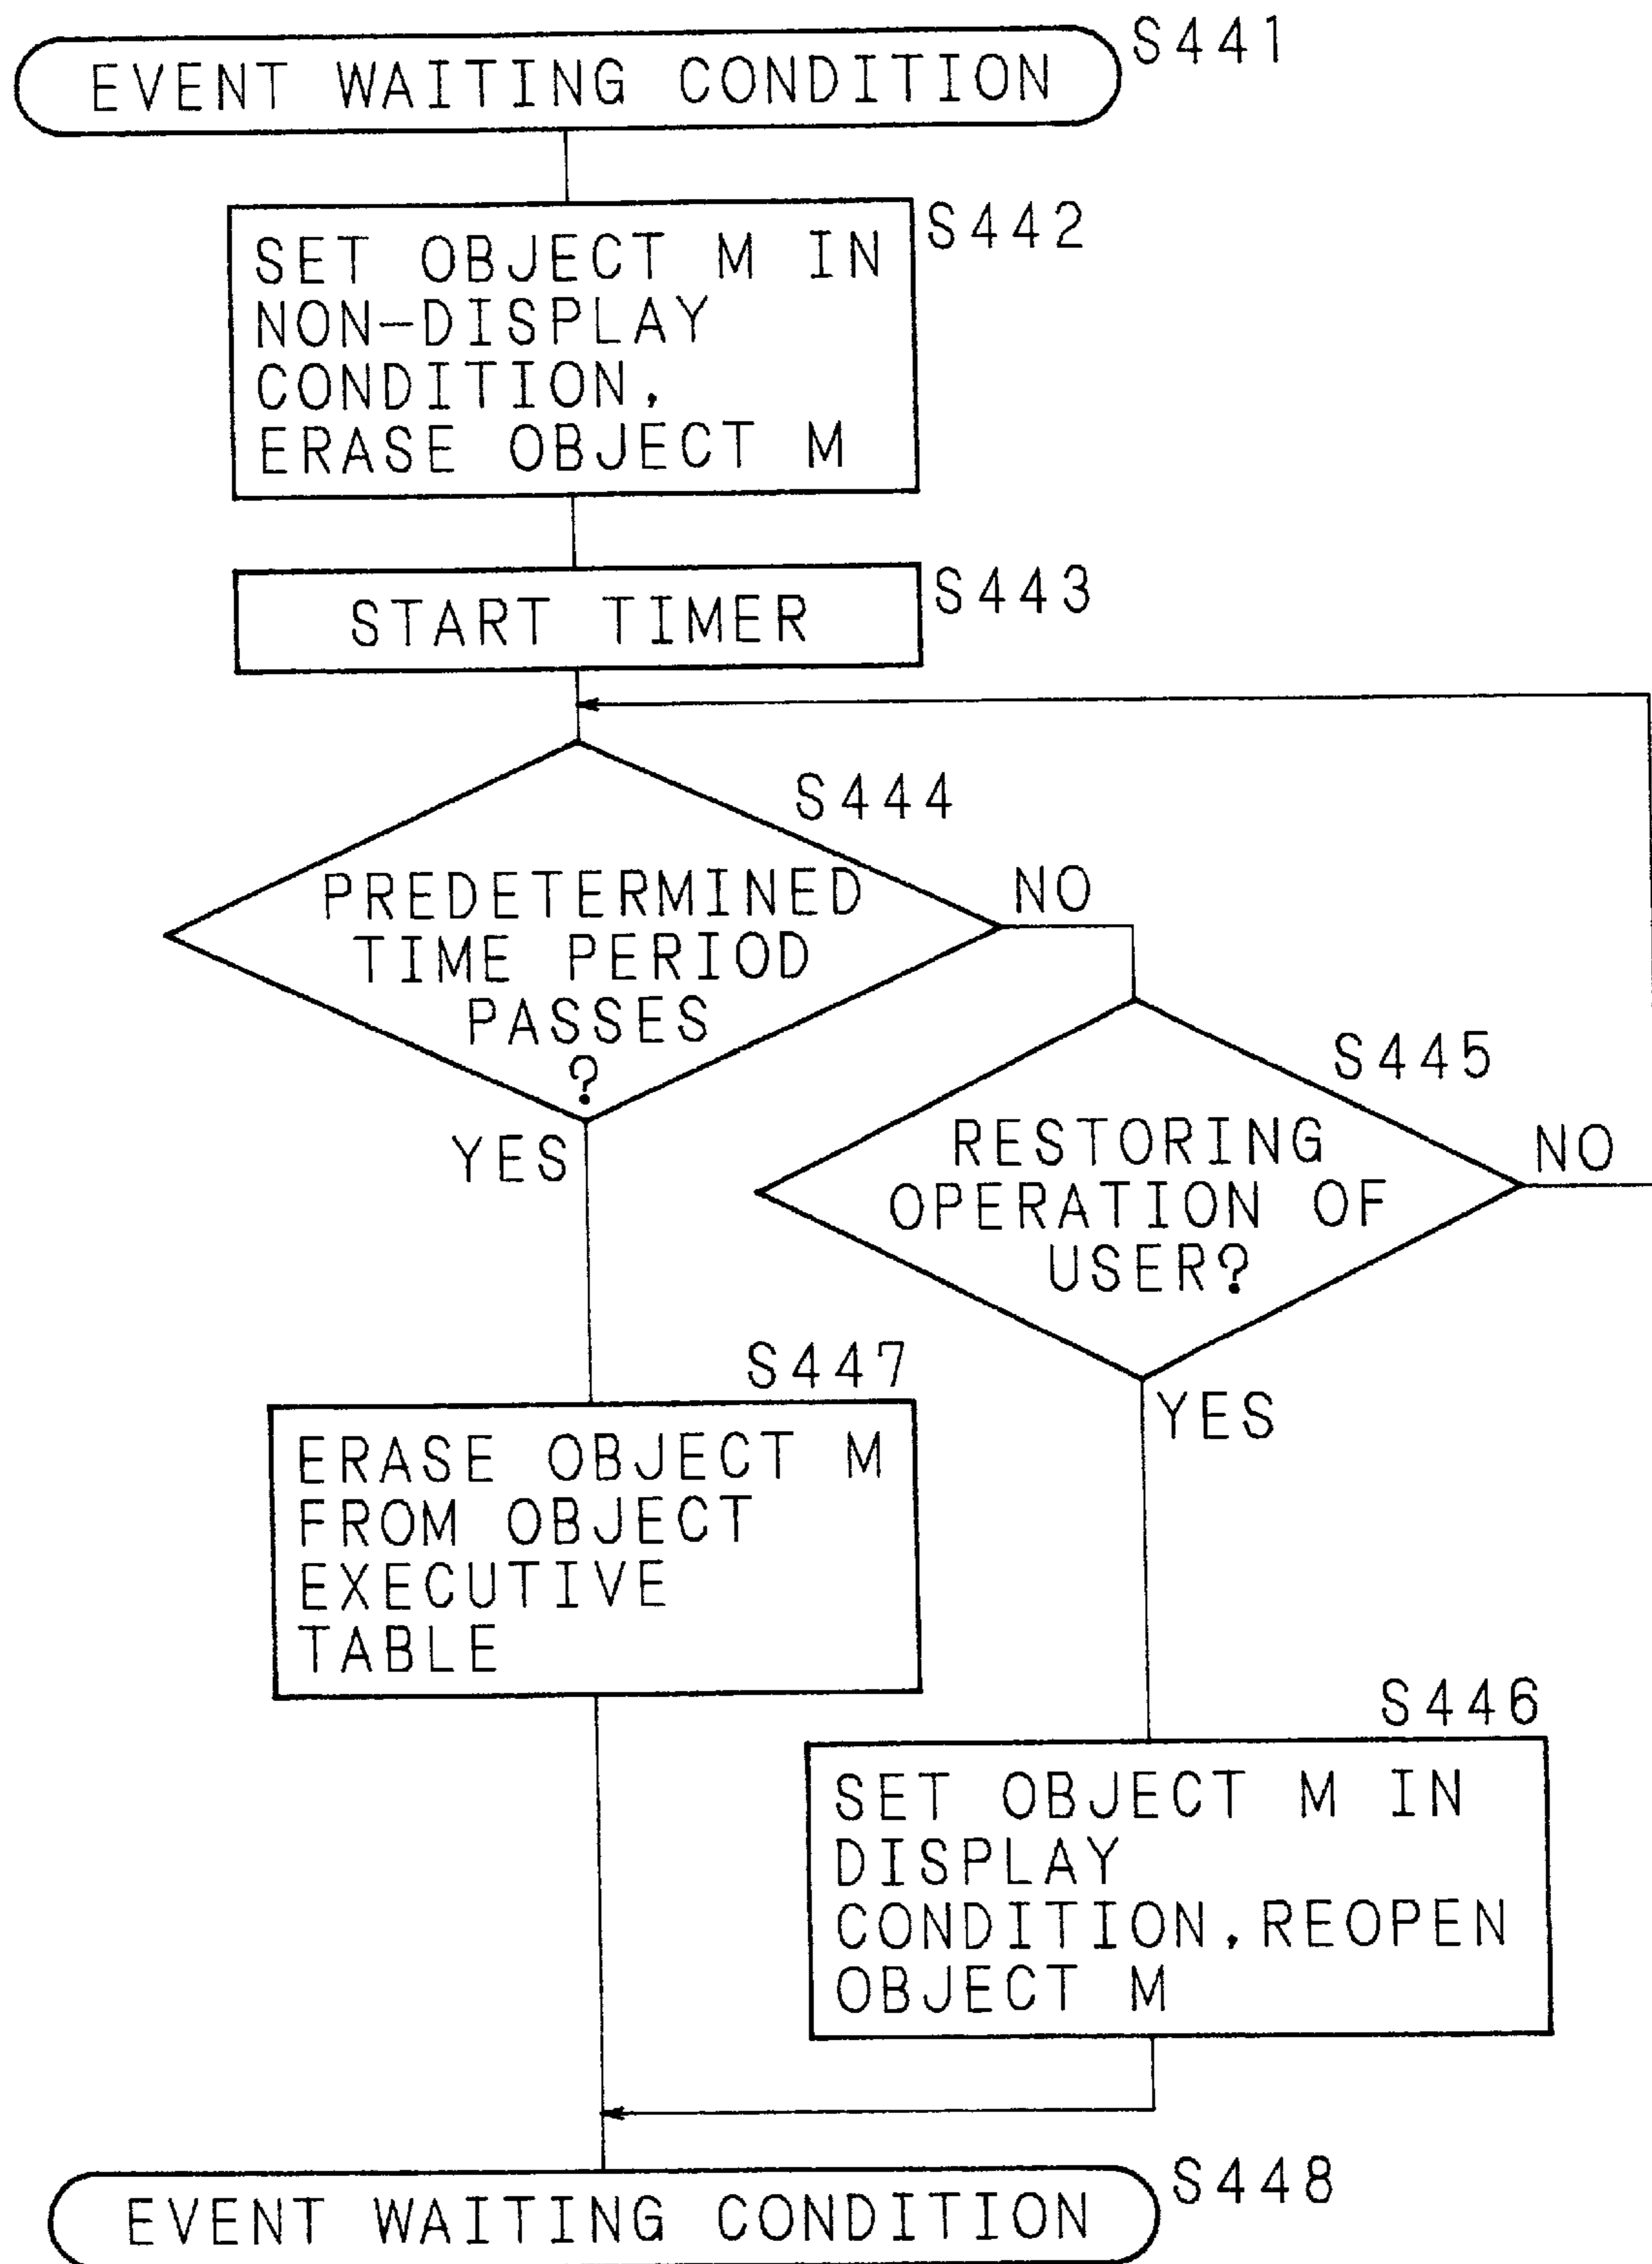 EVENT WAITING CONDITION
S441
SET OBJECT M IN
NON-DISPLAY
CONDITION,
ERASE OBJECT M
S442
START TIMER
S443
S444
PREDETERMINED
TIME PERIOD
PASSES
?
NO
YES
S445
RESTORING
OPERATION OF
USER?
NO
YES
S447
ERASE OBJECT M
FROM OBJECT
EXECUTIVE
TABLE
S446
SET OBJECT M IN
DISPLAY
CONDITION,REOPEN
OBJECT M
EVENT WAITING CONDITION
S448